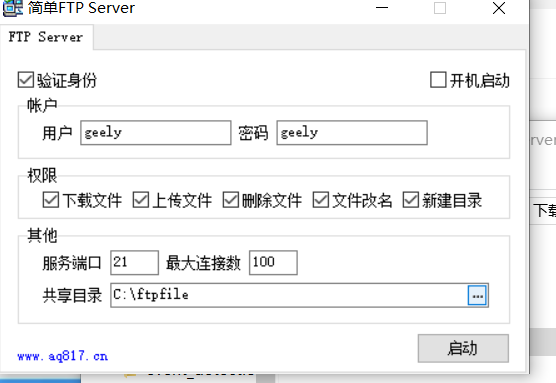 简单FTP Server
FTP Server
验证身份
开机启动
帐户
用户 geely 密码 geely
权限
下载文件 上传文件 删除文件 文件改名 新建目录
其他
服务端口 21 最大连接数 100
共享目录 C:\ftpfile ...
www.aq817.cn
启动
下载